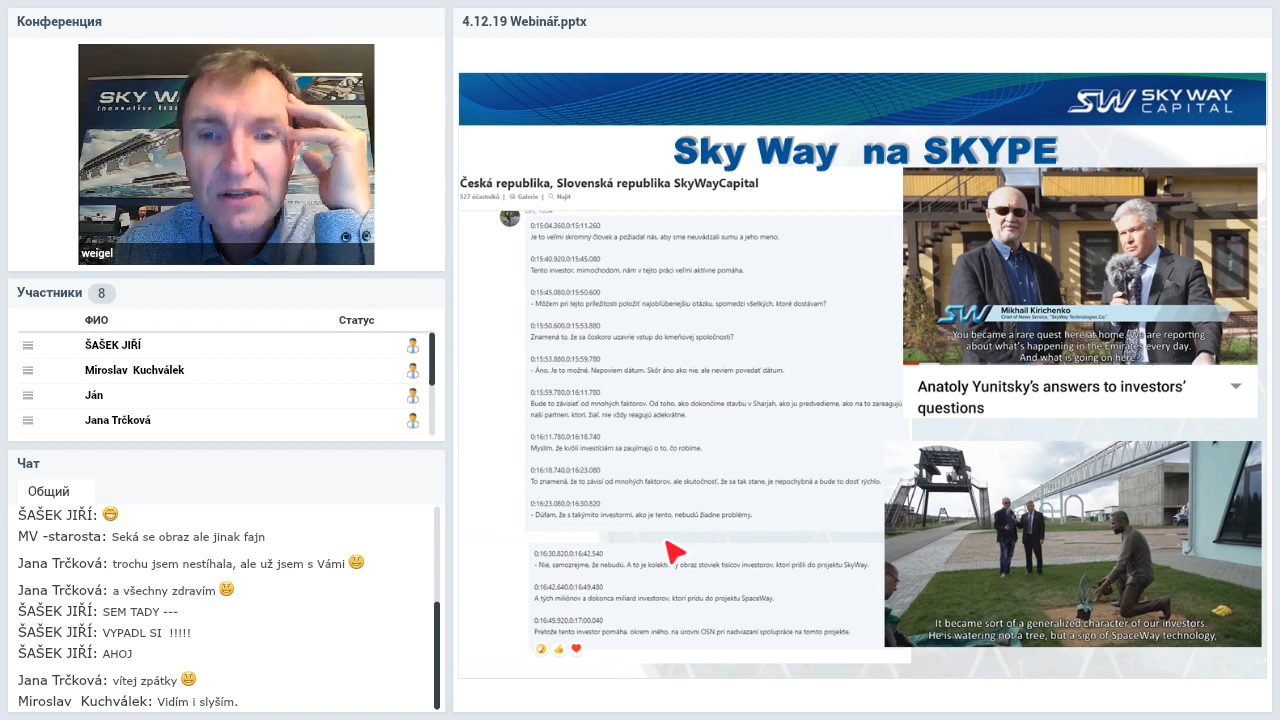 Конференция
SKY W
Innovative
weigel
Участники 8
ФИО Статус
ŠAŠEK JIŘÍ
Miroslav Kuchválek
Ján
Jana Trčková
Чат
Общий
ŠAŠEK JIŘÍ:
MV -starosta: Seká se obraz ale jinak fajn
Jana Trčková: trochu jsem nestíhala, ale už jsem s Vámi
Jana Trčková: a všechny zdravím
ŠAŠEK JIŘÍ: SEM TADY ---
ŠAŠEK JIŘÍ: VYPADL SI !!!!!
ŠAŠEK JIŘÍ: AHOJ
Jana Trčková: vítej zpátky
Miroslav Kuchválek: Vidím i slyším.
4.12.19 Webinář.pptx
SW SKY WAY
CAPITAL
Sky Way na SKYPE
Česká republika, Slovenská republika SkyWayCapital
527 účastníků | Galerie | Najít
0:15:04.360,0:15:11.260
Je to veľmi skromný človek a požiadal nás, aby sme neuvádzali sumu a jeho meno.
0:15:40.920,0:15:45.080
Tento investor, mimochodom, nám v tejto práci veľmi aktívne pomáha.
0:15:45.080,0:15:50.600
- Môžem pri tejto príležitosti položiť najobľúbenejšiu otázku, spomedzi všetkých, ktoré dostávam?
0:15:50.600,0:15:53.880
Znamená to, že sa čoskoro uzavrie vstup do kmeňovej spoločnosti?
0:15:53.880,0:15:59.780
- Áno. Je to možné. Nepoviem dátum. Skôr áno ako nie, ale neviem povedať dátum.
0:15:59.780,0:16:11.780
Bude to závisieť od mnohých faktorov. Od toho, ako dokončíme stavbu v Sharjah, ako ju predvedieme, ako na to zareagujú
naši partneri, ktorí, žiaľ, nie vždy reagujú adekvátne.
0:16:11.780,0:16:18.740
Myslím, že kvôli investíciám sa zaujímajú o to, čo robíme.
0:16:18.740,0:16:23.080
To znamená, že to závisí od mnohých faktorov, ale skutočnosť, že sa tak stane, je nepochybná a bude to dosť rýchlo.
0:16:23.080,0:16:30.820
- Dúfam, že s takýmito investormi, ako je tento, nebudú žiadne problémy.
0:16:30.820,0:16:42.540
- Nie, samozrejme, že nebudú. A to je kolektí y obraz stoviek tisícov investorov, ktorí prišli do projektu SkyWay.
0:16:42.640,0:16:49.480
A tých miliónov a dokonca miliárd investorov, ktorí prídu do projektu SpaceWay.
0:16:49.920,0:17:00.040
Pretože tento investor pomáha, okrem iného, na úrovni OSN pri nadviazaní spolupráce na tomto projekte.
SW
Mikhail Kirichenko
Chief of News Service, "SkyWay Technologies Co."
You became a rare quest here at home. We are reporting
about what's happening in the Emirates every day.
And what is going on here?
Anatoly Yunitsky's answers to investors'
questions
It became sort of a generalized character of our investors.
He is watering not a tree, but a sign of SpaceWay technology,